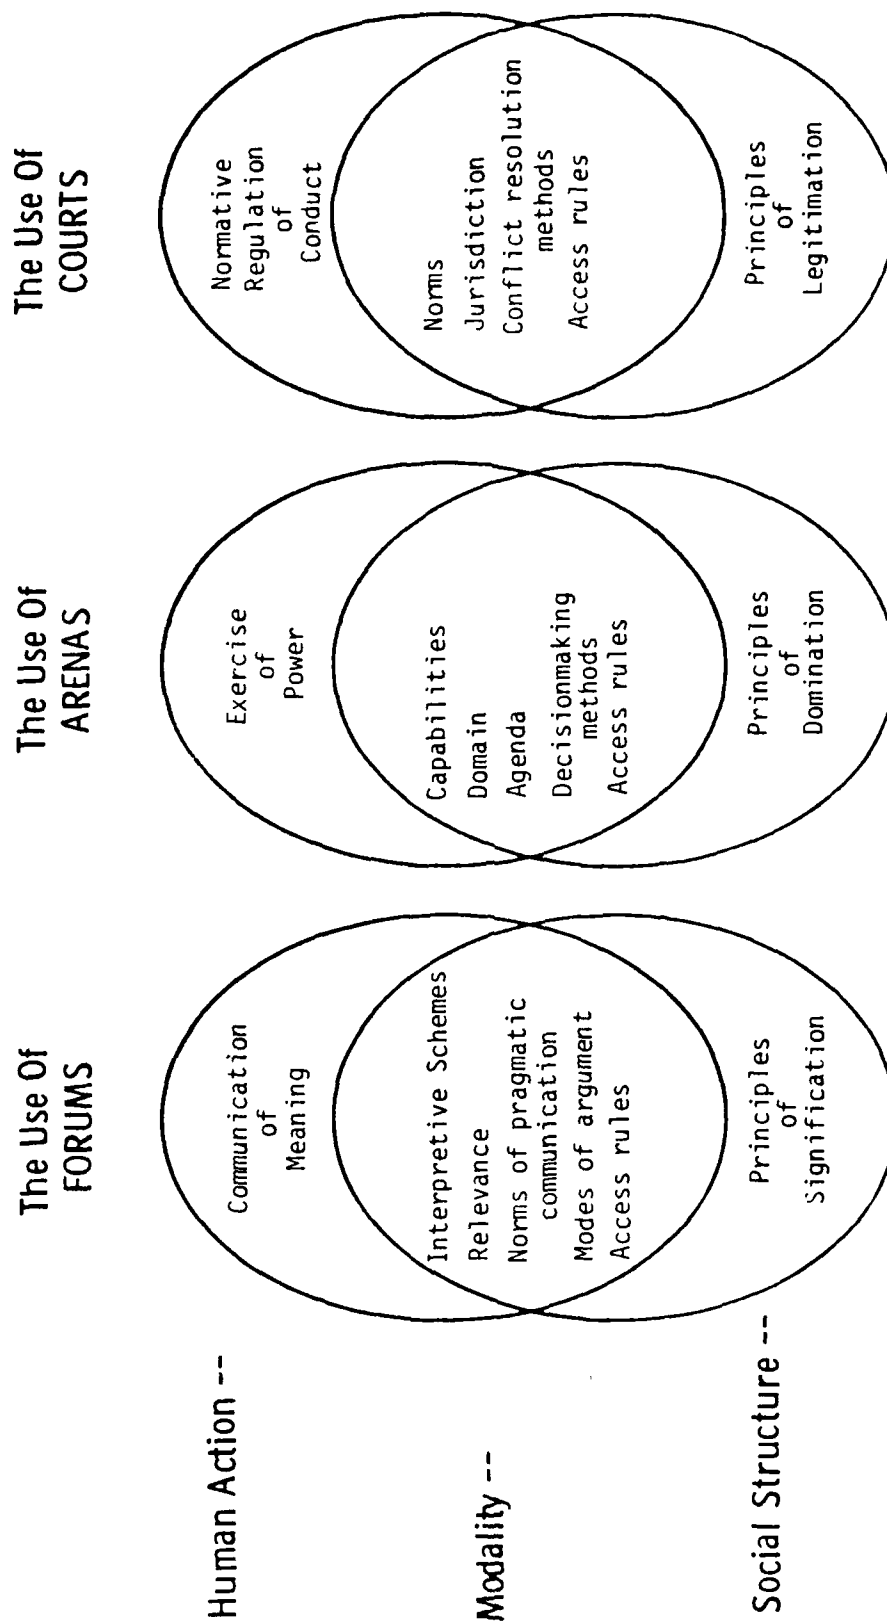 The Use Of
FORUMS
The Use Of
ARENAS
The Use Of
COURTS
Human Action --
Communication
of
Meaning
Exercise
of
Power
Normative
Regulation
of
Conduct
Modality --
Interpretive Schemes
Relevance
Norms of pragmatic
communication
Modes of argument
Access rules
Capabilities
Domain
Agenda
Decisionmaking
methods
Access rules
Norms
Jurisdiction
Conflict resolution
methods
Access rules
Social Structure --
Principles
of
Signification
Principles
of
Domination
Principles
of
Legitimation